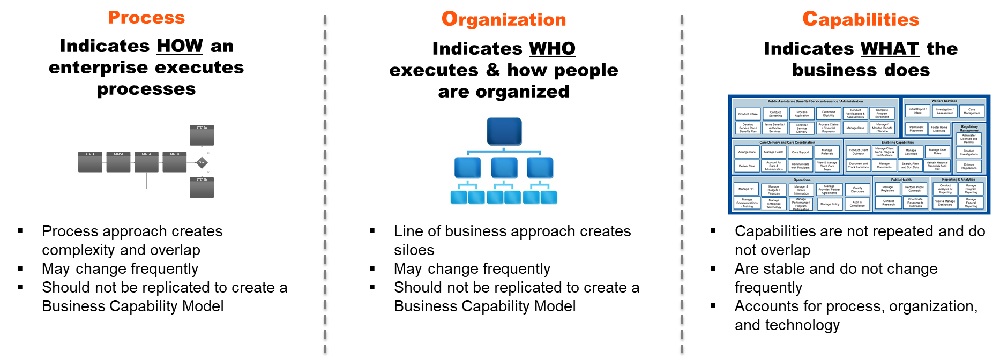 Process
Indicates HOW an
enterprise executes
processes
STEP 1
STEP 2
STEP 3
STEP 4
STEP 5a
Yes
True
No
STEP 5b
▪ Process approach creates
complexity and overlap
▪ May change frequently
▪ Should not be replicated to create a
Business Capability Model
Organization
Indicates WHO
executes & how people
are organized
▪ Line of business approach creates
siloes
▪ May change frequently
▪ Should not be replicated to create a
Business Capability Model
Capabilities
Indicates WHAT the
business does
Public Assistance Benefits / Services Issuance / Administration
Conduct Intake
Conduct
Screening
Process
Application
Determine
Eligibility
Conduct
Verifications &
Assessments
Complete
Program
Enrollment
Develop
Service Plan /
Benefits Plan
Issue Benefits /
Authorize
Services
Benefits /
Service
Delivery
Process Claims
/ Financial
Payments
Manage Case
Manage /
Monitor Benefit
/ Service
Welfare Services
Initial Report /
Intake
Investigation /
Assessment
Case
Management
Permanent
Placement
Foster Home
Licensing
Regulatory
Management
Administer
Licenses and
Permits
Conduct
Investigations
Enforce
Regulations
Care Delivery and Care Coordination
Arrange Care
Manage Health
Care Support
Manage
Referrals
Deliver Care
Account for
Care &
Administration
Communicate
with Providers
View & Manage
Client Care
Team
Enabling Capabilities
Conduct Client
Outreach
Manage Client
Alerts, Flags, &
Notifications
Manage
Caseload
Manage User
Roles
Document and
Track Locations
Manage
Documents
Search, Filter
and Sort Data
Maintain Historical
Records & Audit
Trail
Operations
Manage HR
Manage
Budgets /
Finances
Manage &
Share
Information
Manage
Provider/ Partner
Agreements
County
Discourse
Manage
Communications
/ Training
Manage
Enterprise
Technology
Manage
Performance /
Program
Participation
Manage Policy
Audit &
Compliance
Public Health
Manage
Registries
Perform Public
Outreach
Conduct
Research
Coordinate
Response to
Outbreaks
Reporting & Analytics
Conduct
Analysis or
Reporting
Manage
Program
Reporting
View & Manage
Dashboard
Manage
Federal
Reporting
▪ Capabilities are not repeated and do
not overlap
▪ Are stable and do not change
frequently
▪ Accounts for process, organization,
and technology